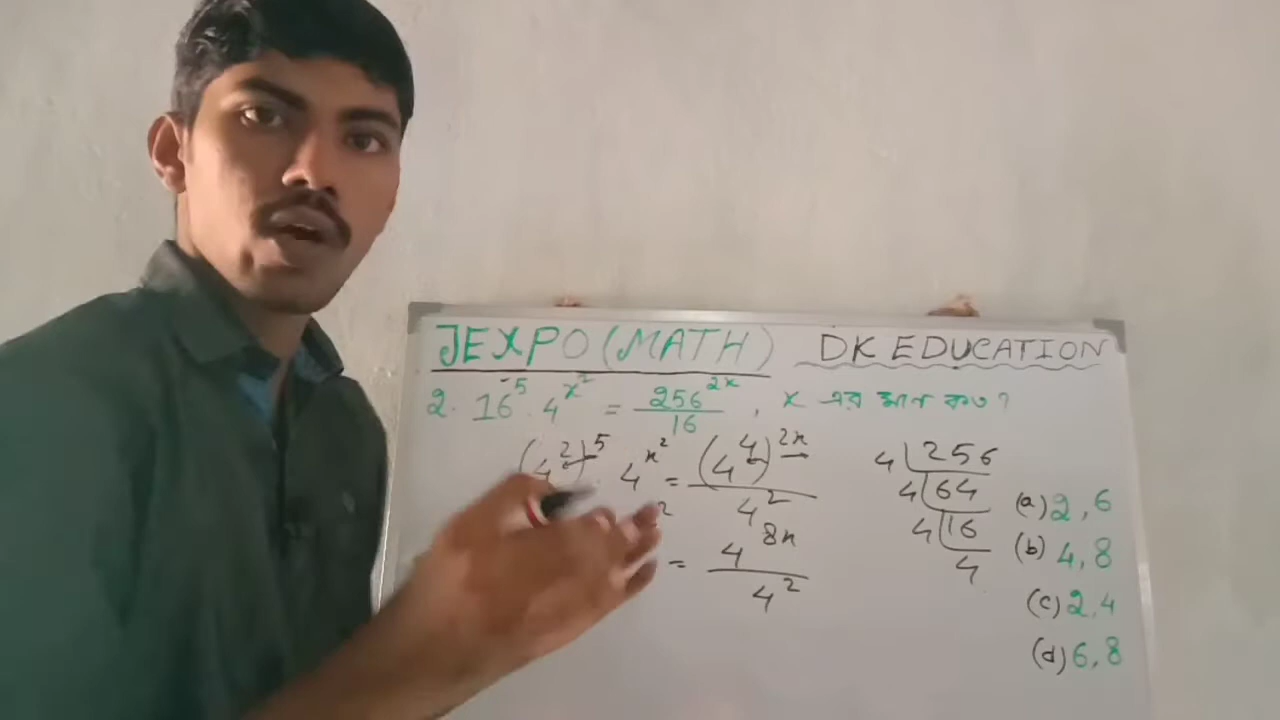 JEXPO (MATH) DK EDUCATION
2. 16⁻⁵ · 4^x² = 256^2x / 16 , x এর মান কত?
(4²)⁵ 4^x² = (4⁴)^2x / 4²
= 4^8x / 4²
4 | 256
4 | 64
4 | 16
4
(a) 2, 6
(b) 4, 8
(c) 2, 4
(d) 6, 8